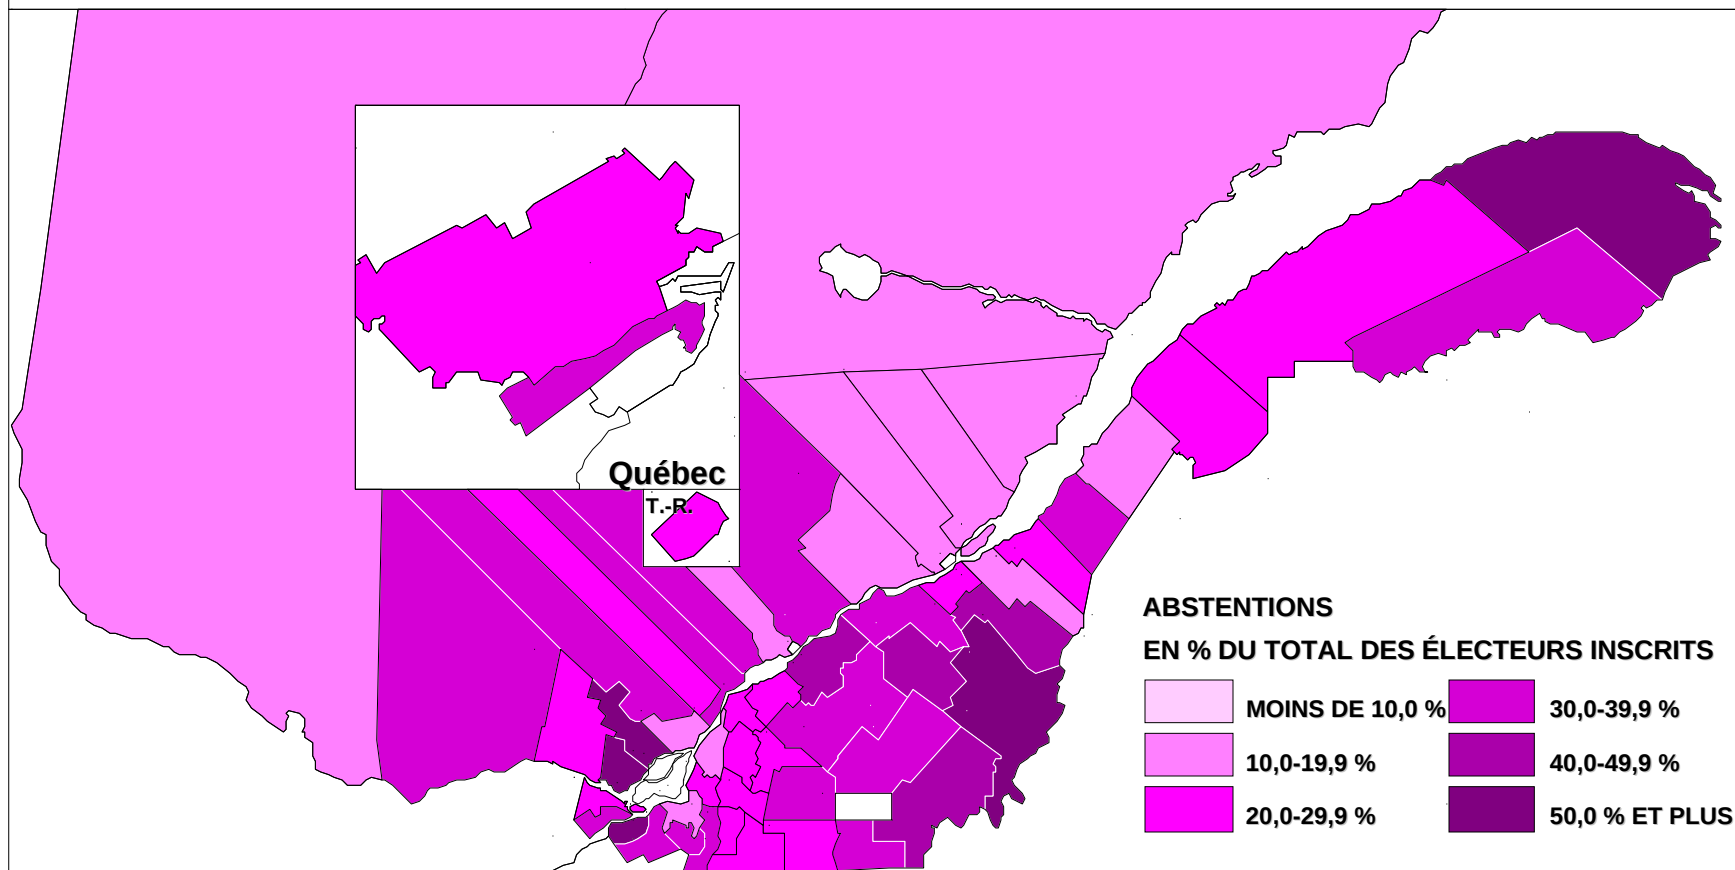 Québec
T.-R.
ABSTENTIONS
EN % DU TOTAL DES ÉLECTEURS INSCRITS
MOINS DE 10,0 %
30,0-39,9 %
10,0-19,9 %
40,0-49,9 %
20,0-29,9 %
50,0 % ET PLUS